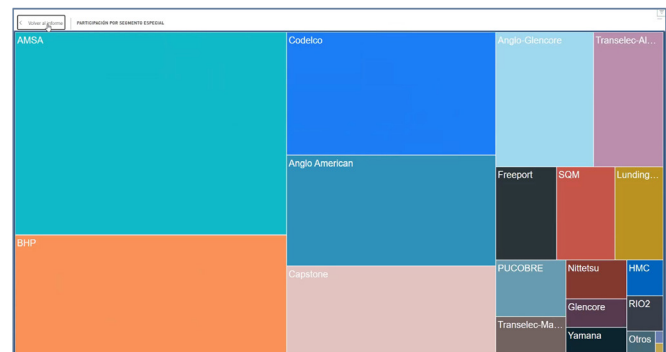 Volver al informe
PARTICIPACIÓN POR SEGMENTO ESPECIAL
AMSA
Codelco
Anglo-Glencore
Transelec-Al...
Anglo American
Freeport
SQM
Lunding...
BHP
Capstone
PUCOBRE
Nittetsu
HMC
Glencore
RIO2
Transelec-Ma...
Yamana
Otros